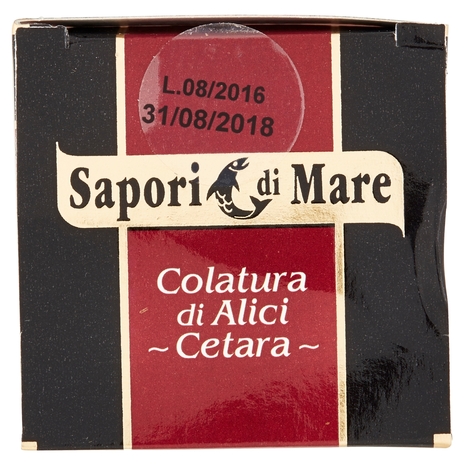 L.08/2016
31/08/2018
Sapori di Mare
Colatura
di Alici
~ Cetara ~